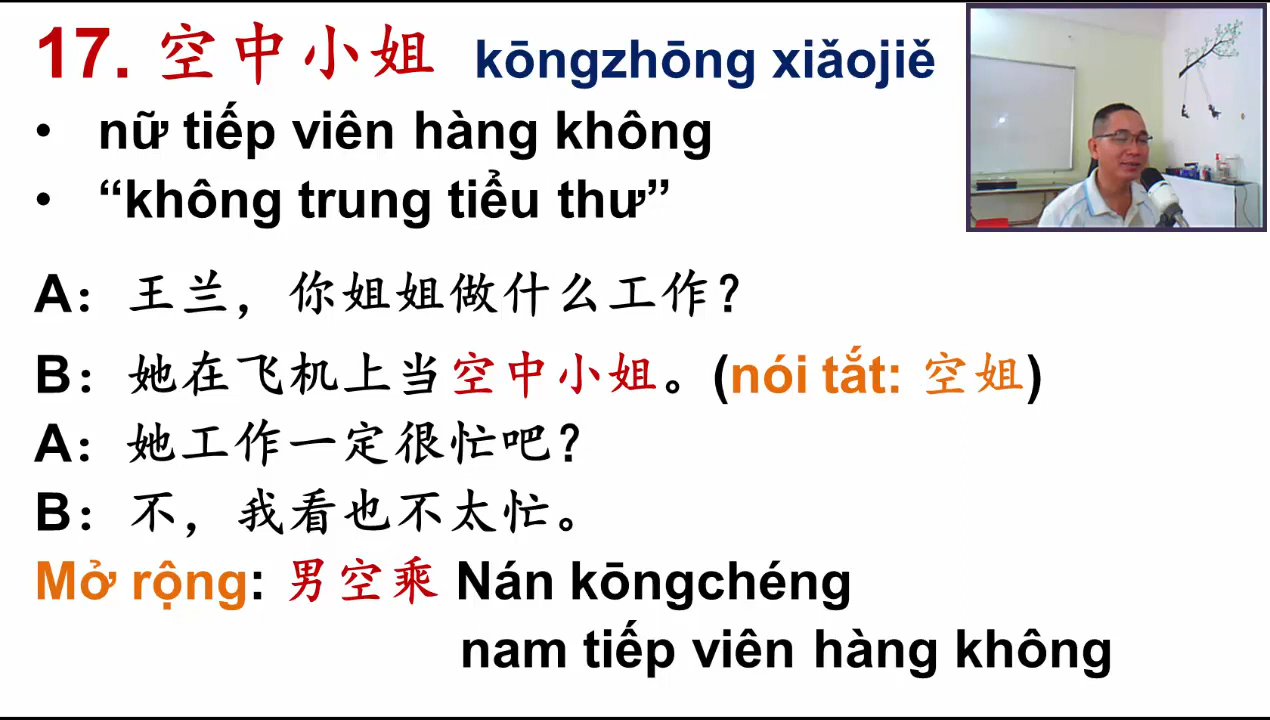 17. 空中小姐 kōngzhōng xiǎojiě
• nữ tiếp viên hàng không
• “không trung tiểu thư”
A：王兰，你姐姐做什么工作？
B：她在飞机上当空中小姐。(nói tắt: 空姐)
A：她工作一定很忙吧？
B：不，我看也不太忙。
Mở rộng: 男空乘 Nán kōngchéng
nam tiếp viên hàng không